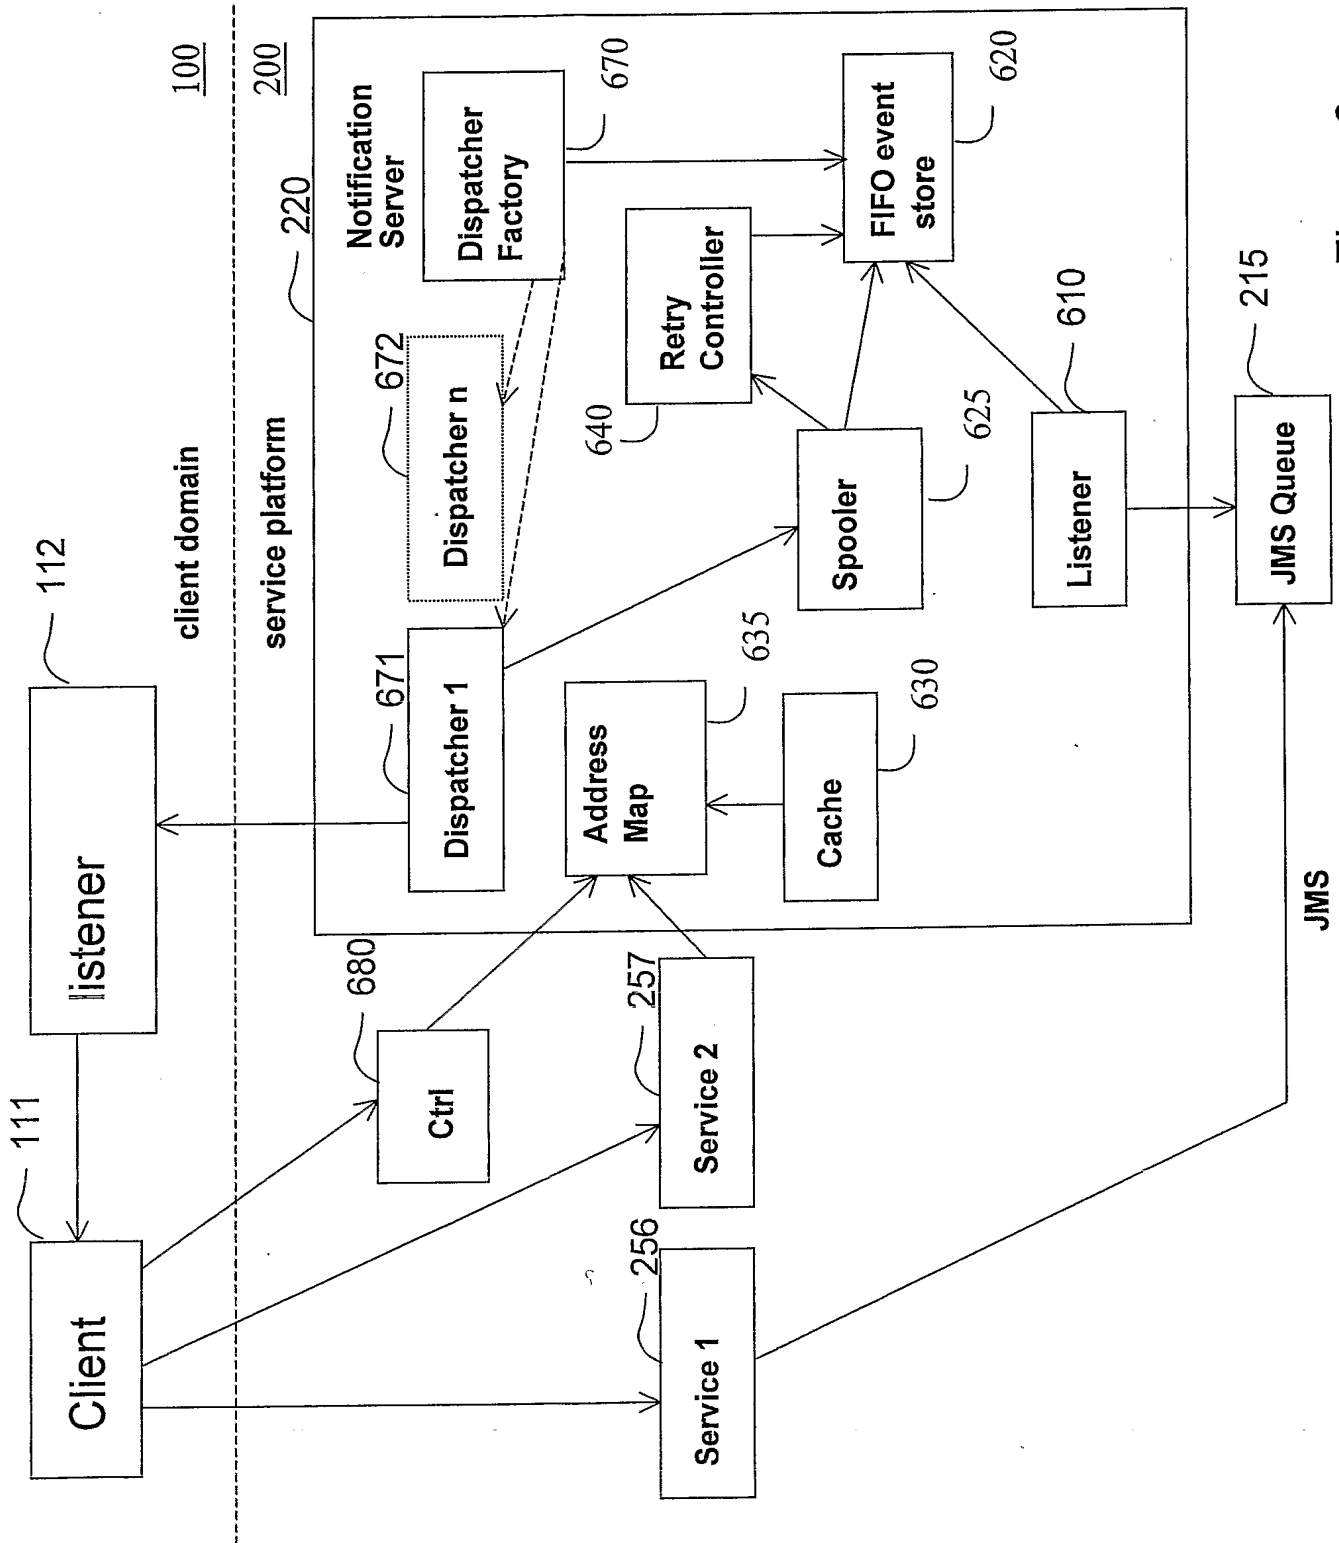 111
Client
112
listener
client domain
100
service platform
200
680
Ctrl
256
Service 1
257
Service 2
220
Notification
Server
671
Dispatcher 1
672
Dispatcher n
Dispatcher
Factory
670
Address
Map
635
640
Retry
Controller
Cache
630
Spooler
625
FIFO event
store
620
Listener
610
JMS Queue
215
JMS